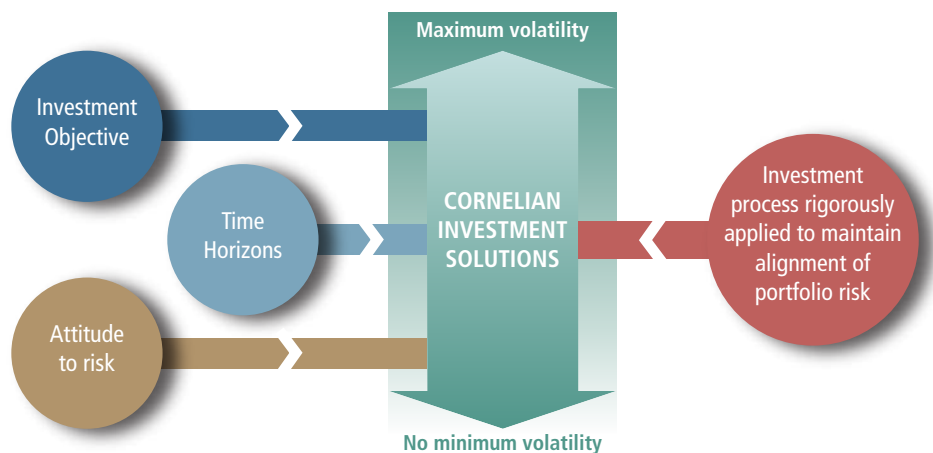 Maximum volatility
Investment
Objective
Time
Horizons
Attitude
to risk
CORNELIAN
INVESTMENT
SOLUTIONS
Investment
process rigorously
applied to maintain
alignment of
portfolio risk
No minimum volatility